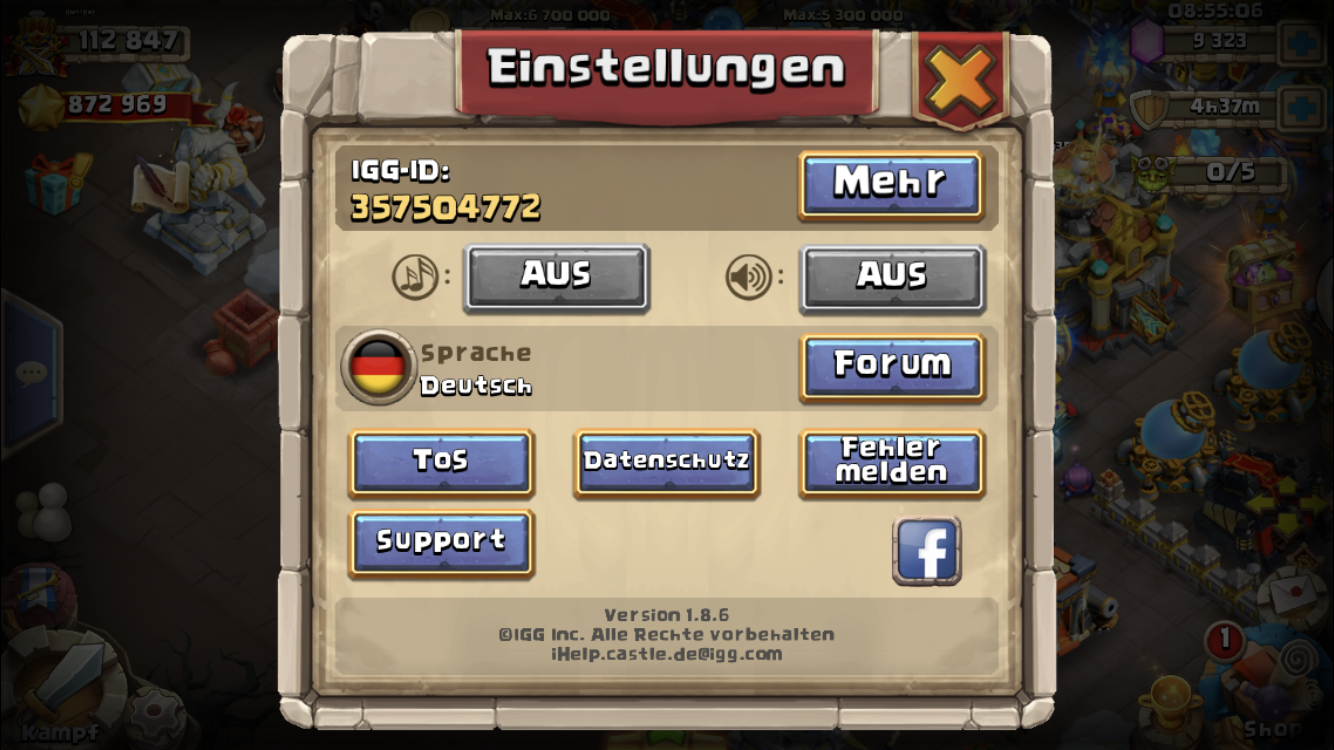 Max:6 700 000
Max:5 300 000
08:55:06
112 847
9 323
872 969
4h37m
0/5
Einstellungen
IGG-ID:
357504772
Mehr
: AUS
: AUS
Sprache
Deutsch
Forum
Tos
Datenschutz
Fehler
melden
Support
f
Version 1.8.6
©IGG Inc. Alle Rechte vorbehalten
iHelp.castle.de@igg.com
1
Kampf
Shop